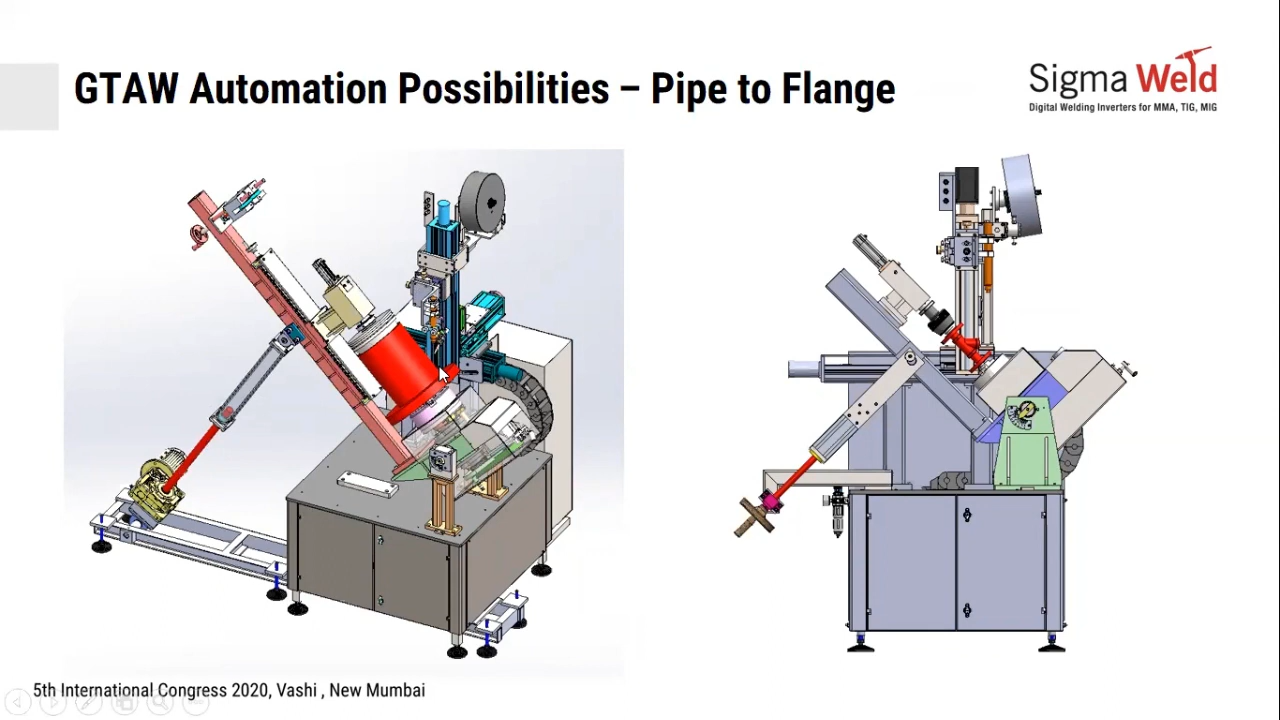 GTAW Automation Possibilities – Pipe to Flange
Sigma Weld
Digital Welding Inverters for MMA, TIG, MIG
5th International Congress 2020, Vashi , New Mumbai